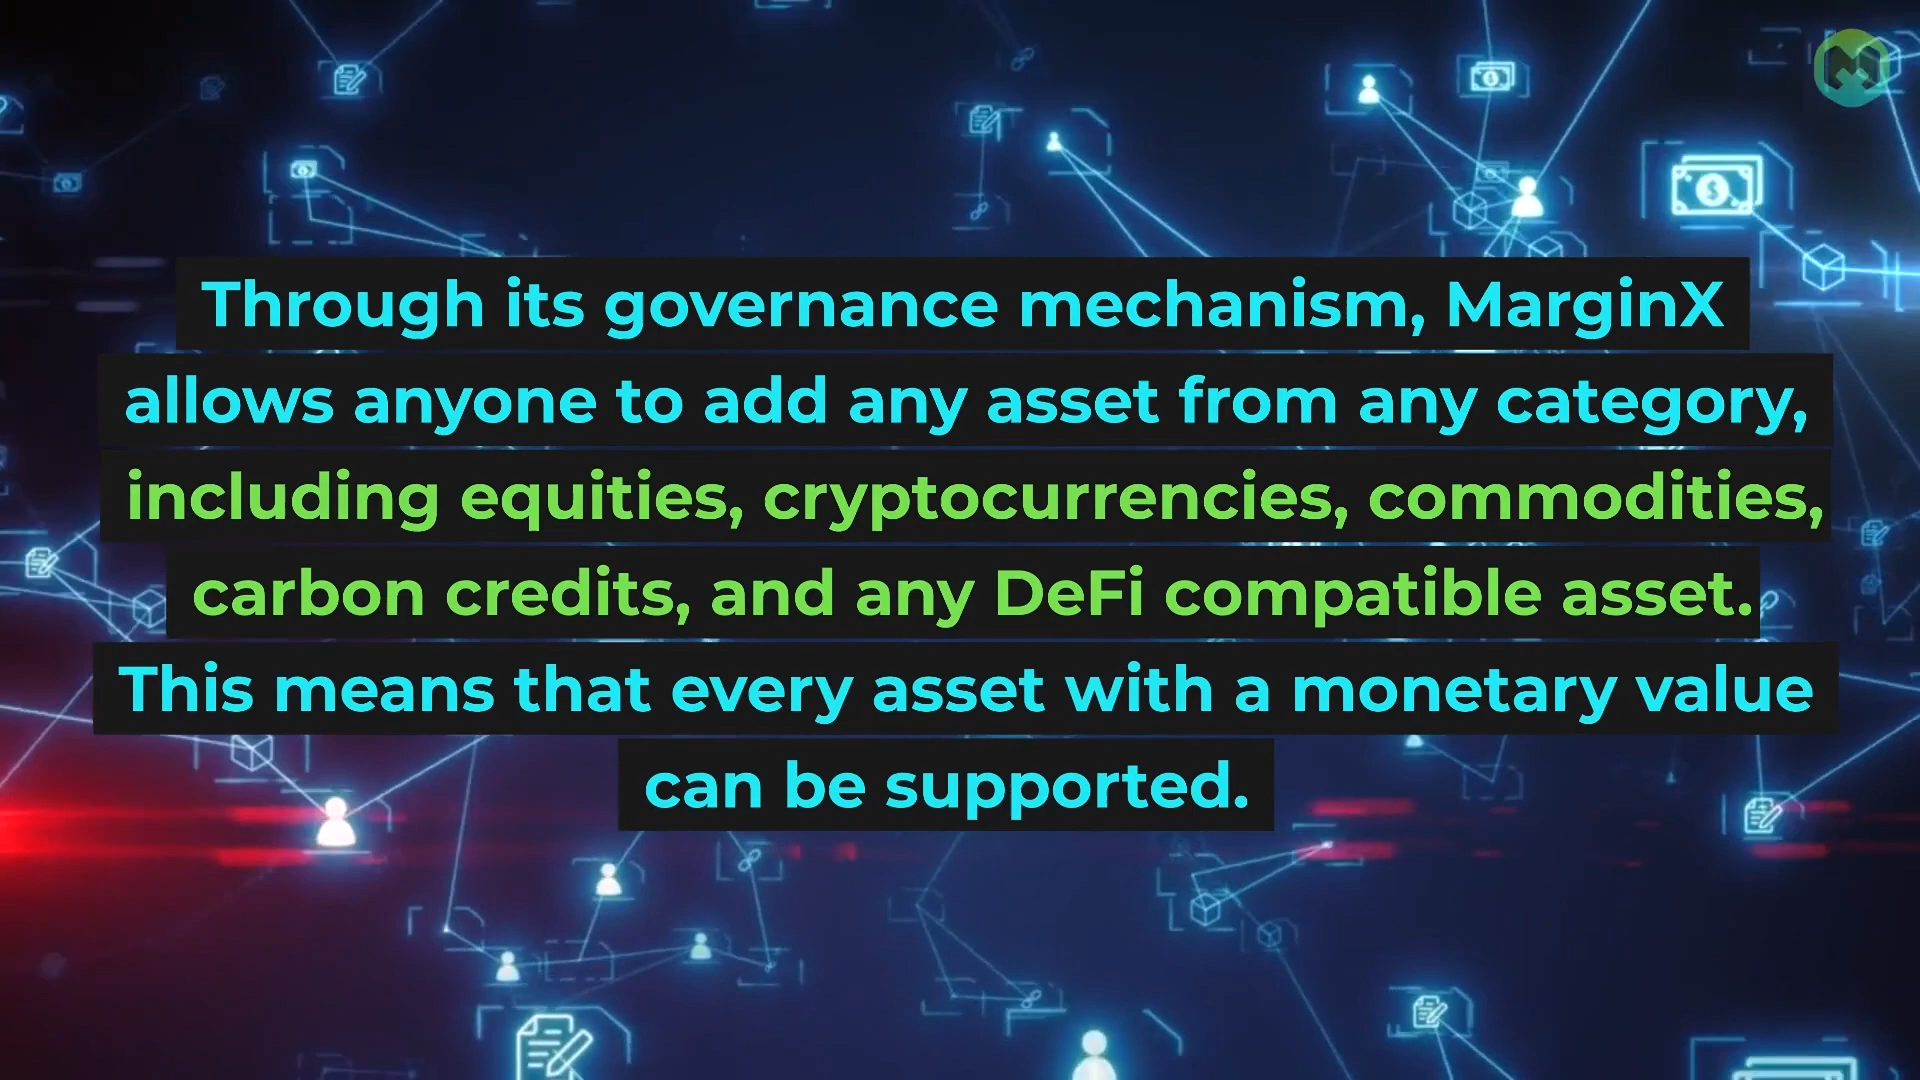 Through its governance mechanism, MarginX
allows anyone to add any asset from any category,
including equities, cryptocurrencies, commodities,
carbon credits, and any DeFi compatible asset.
This means that every asset with a monetary value
can be supported.